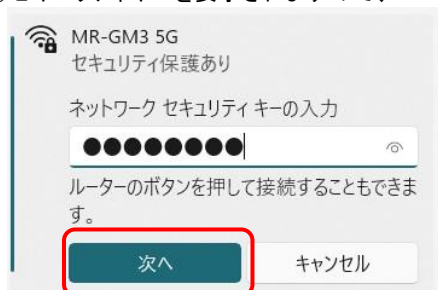 MR-GM3 5G
セキュリティ保護あり
ネットワーク セキュリティ キーの入力
●●●●●●●●
ルーターのボタンを押して接続することもできま
す。
次へ
キャンセル